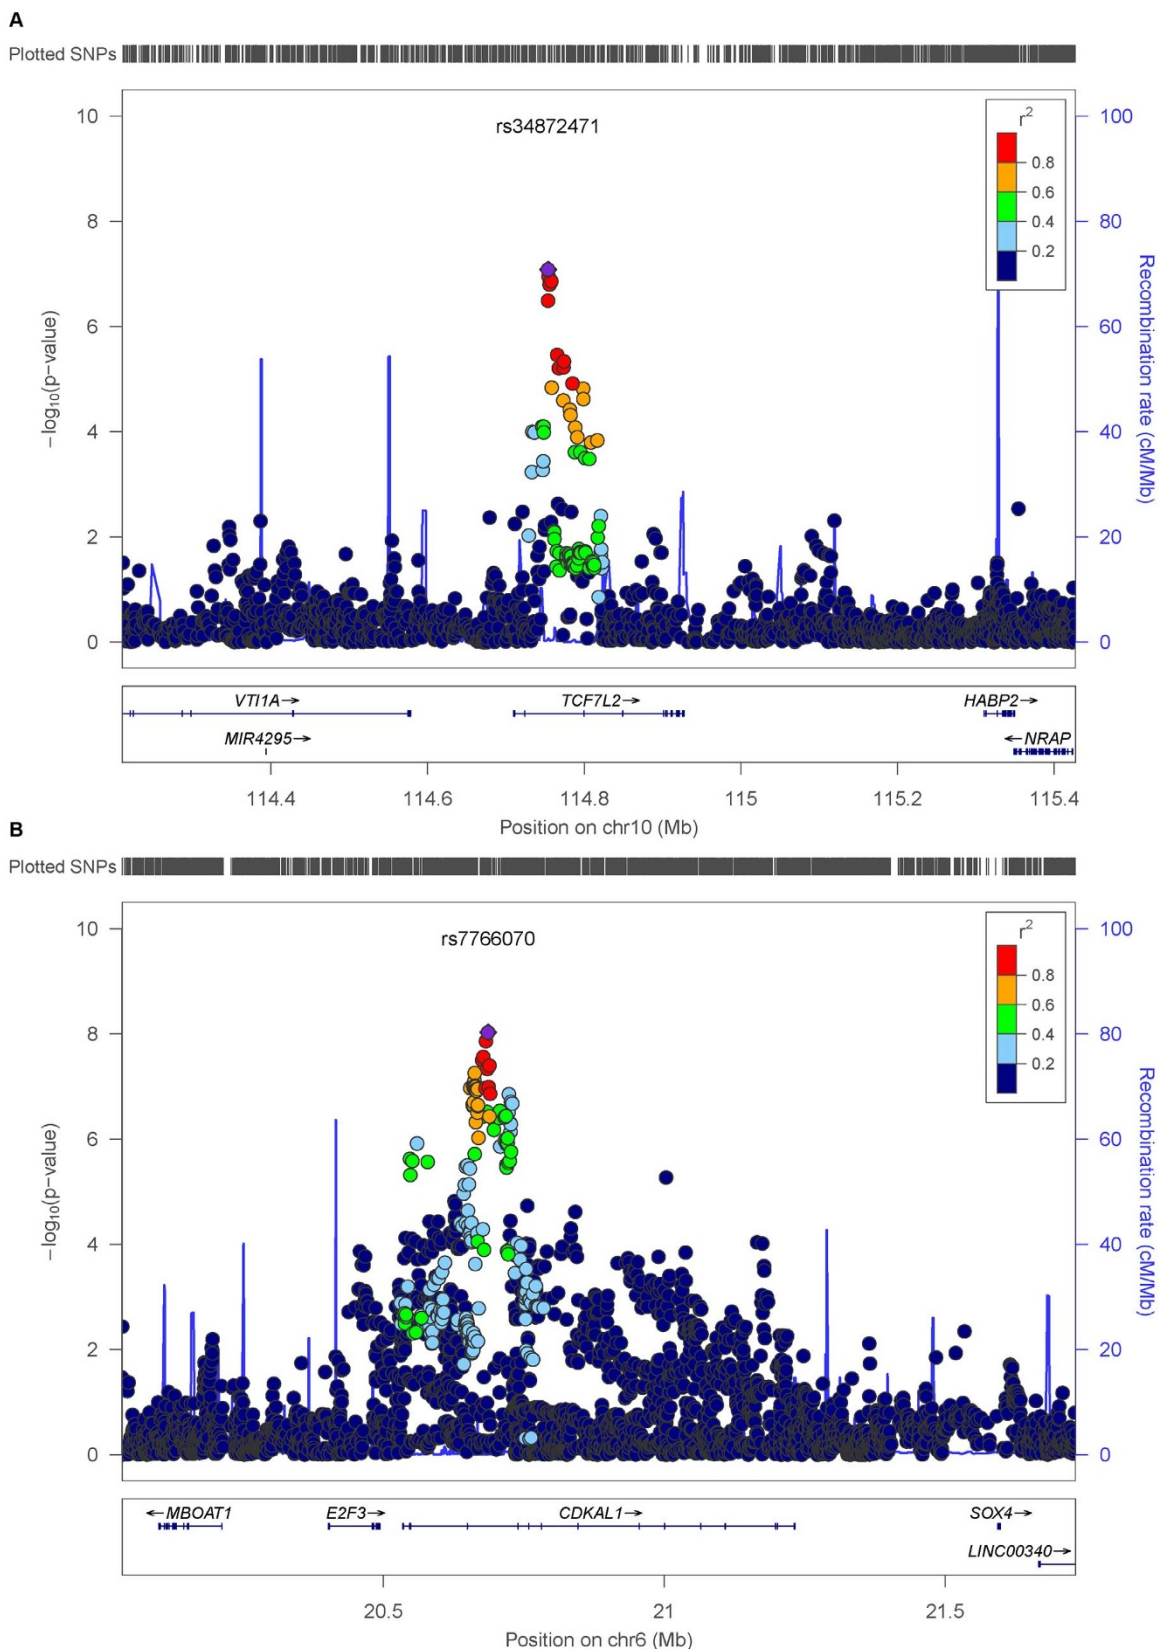 A
Plotted SNPs
rs34872471
r2
0.8
0.6
0.4
0.2
10
8
6
4
2
0
−log10(p−value)
100
80
60
40
20
0
Recombination rate (cM/Mb)
VTI1A→
TCF7L2→
HABP2→
MIR4295→
←NRAP
114.4 114.6 114.8 115 115.2 115.4
Position on chr10 (Mb)
B
Plotted SNPs
rs7766070
r2
0.8
0.6
0.4
0.2
10
8
6
4
2
0
−log10(p−value)
100
80
60
40
20
0
Recombination rate (cM/Mb)
←MBOAT1
E2F3→
CDKAL1→
SOX4→
LINC00340→
20.5 21 21.5
Position on chr6 (Mb)